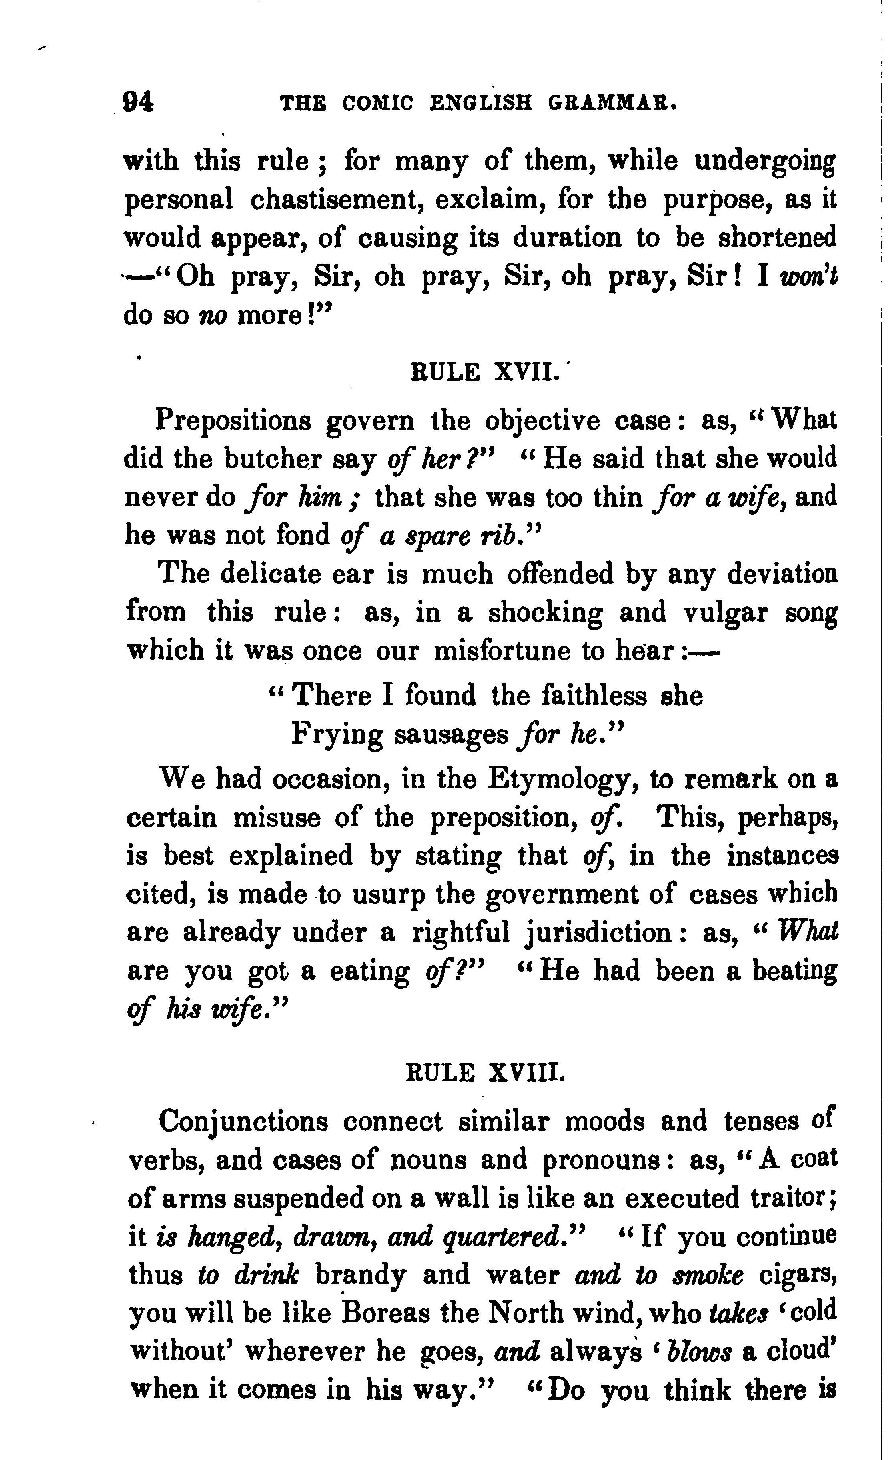 94 THE COMIC ENGLISH GRAMMAR.
with this rule ; for many of them, while undergoing
personal chastisement, exclaim, for the purpose, as it
would appear, of causing its duration to be shortened
—“Oh pray, Sir, oh pray, Sir, oh pray, Sir! I won't
do so no more!”
RULE XVII.
Prepositions govern the objective case: as, “What
did the butcher say of her?” “He said that she would
never do for him; that she was too thin for a wife, and
he was not fond of a spare rib.”
The delicate ear is much offended by any deviation
from this rule: as, in a shocking and vulgar song
which it was once our misfortune to hear:—
“There I found the faithless she
Frying sausages for he.”
We had occasion, in the Etymology, to remark on a
certain misuse of the preposition, of. This, perhaps,
is best explained by stating that of, in the instances
cited, is made to usurp the government of cases which
are already under a rightful jurisdiction: as, “What
are you got a eating of?” “He had been a beating
of his wife.”
RULE XVIII.
Conjunctions connect similar moods and tenses of
verbs, and cases of nouns and pronouns: as, “A coat
of arms suspended on a wall is like an executed traitor;
it is hanged, drawn, and quartered.” “If you continue
thus to drink brandy and water and to smoke cigars,
you will be like Boreas the North wind, who takes ‘cold
without’ wherever he goes, and always ‘blows a cloud’
when it comes in his way.” “Do you think there is